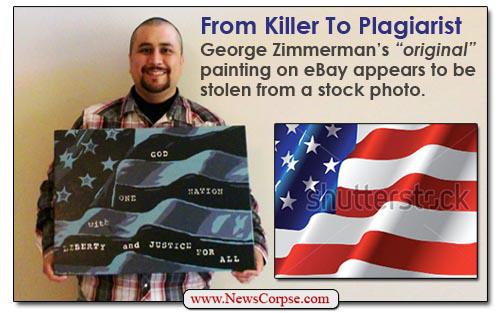 From Killer To Plagiarist
George Zimmerman's "original"
painting on eBay appears to be
stolen from a stock photo.
GOD
ONE NATION
with
LIBERTY and JUSTICE FOR ALL
shutterstock
www.NewsCorpse.com